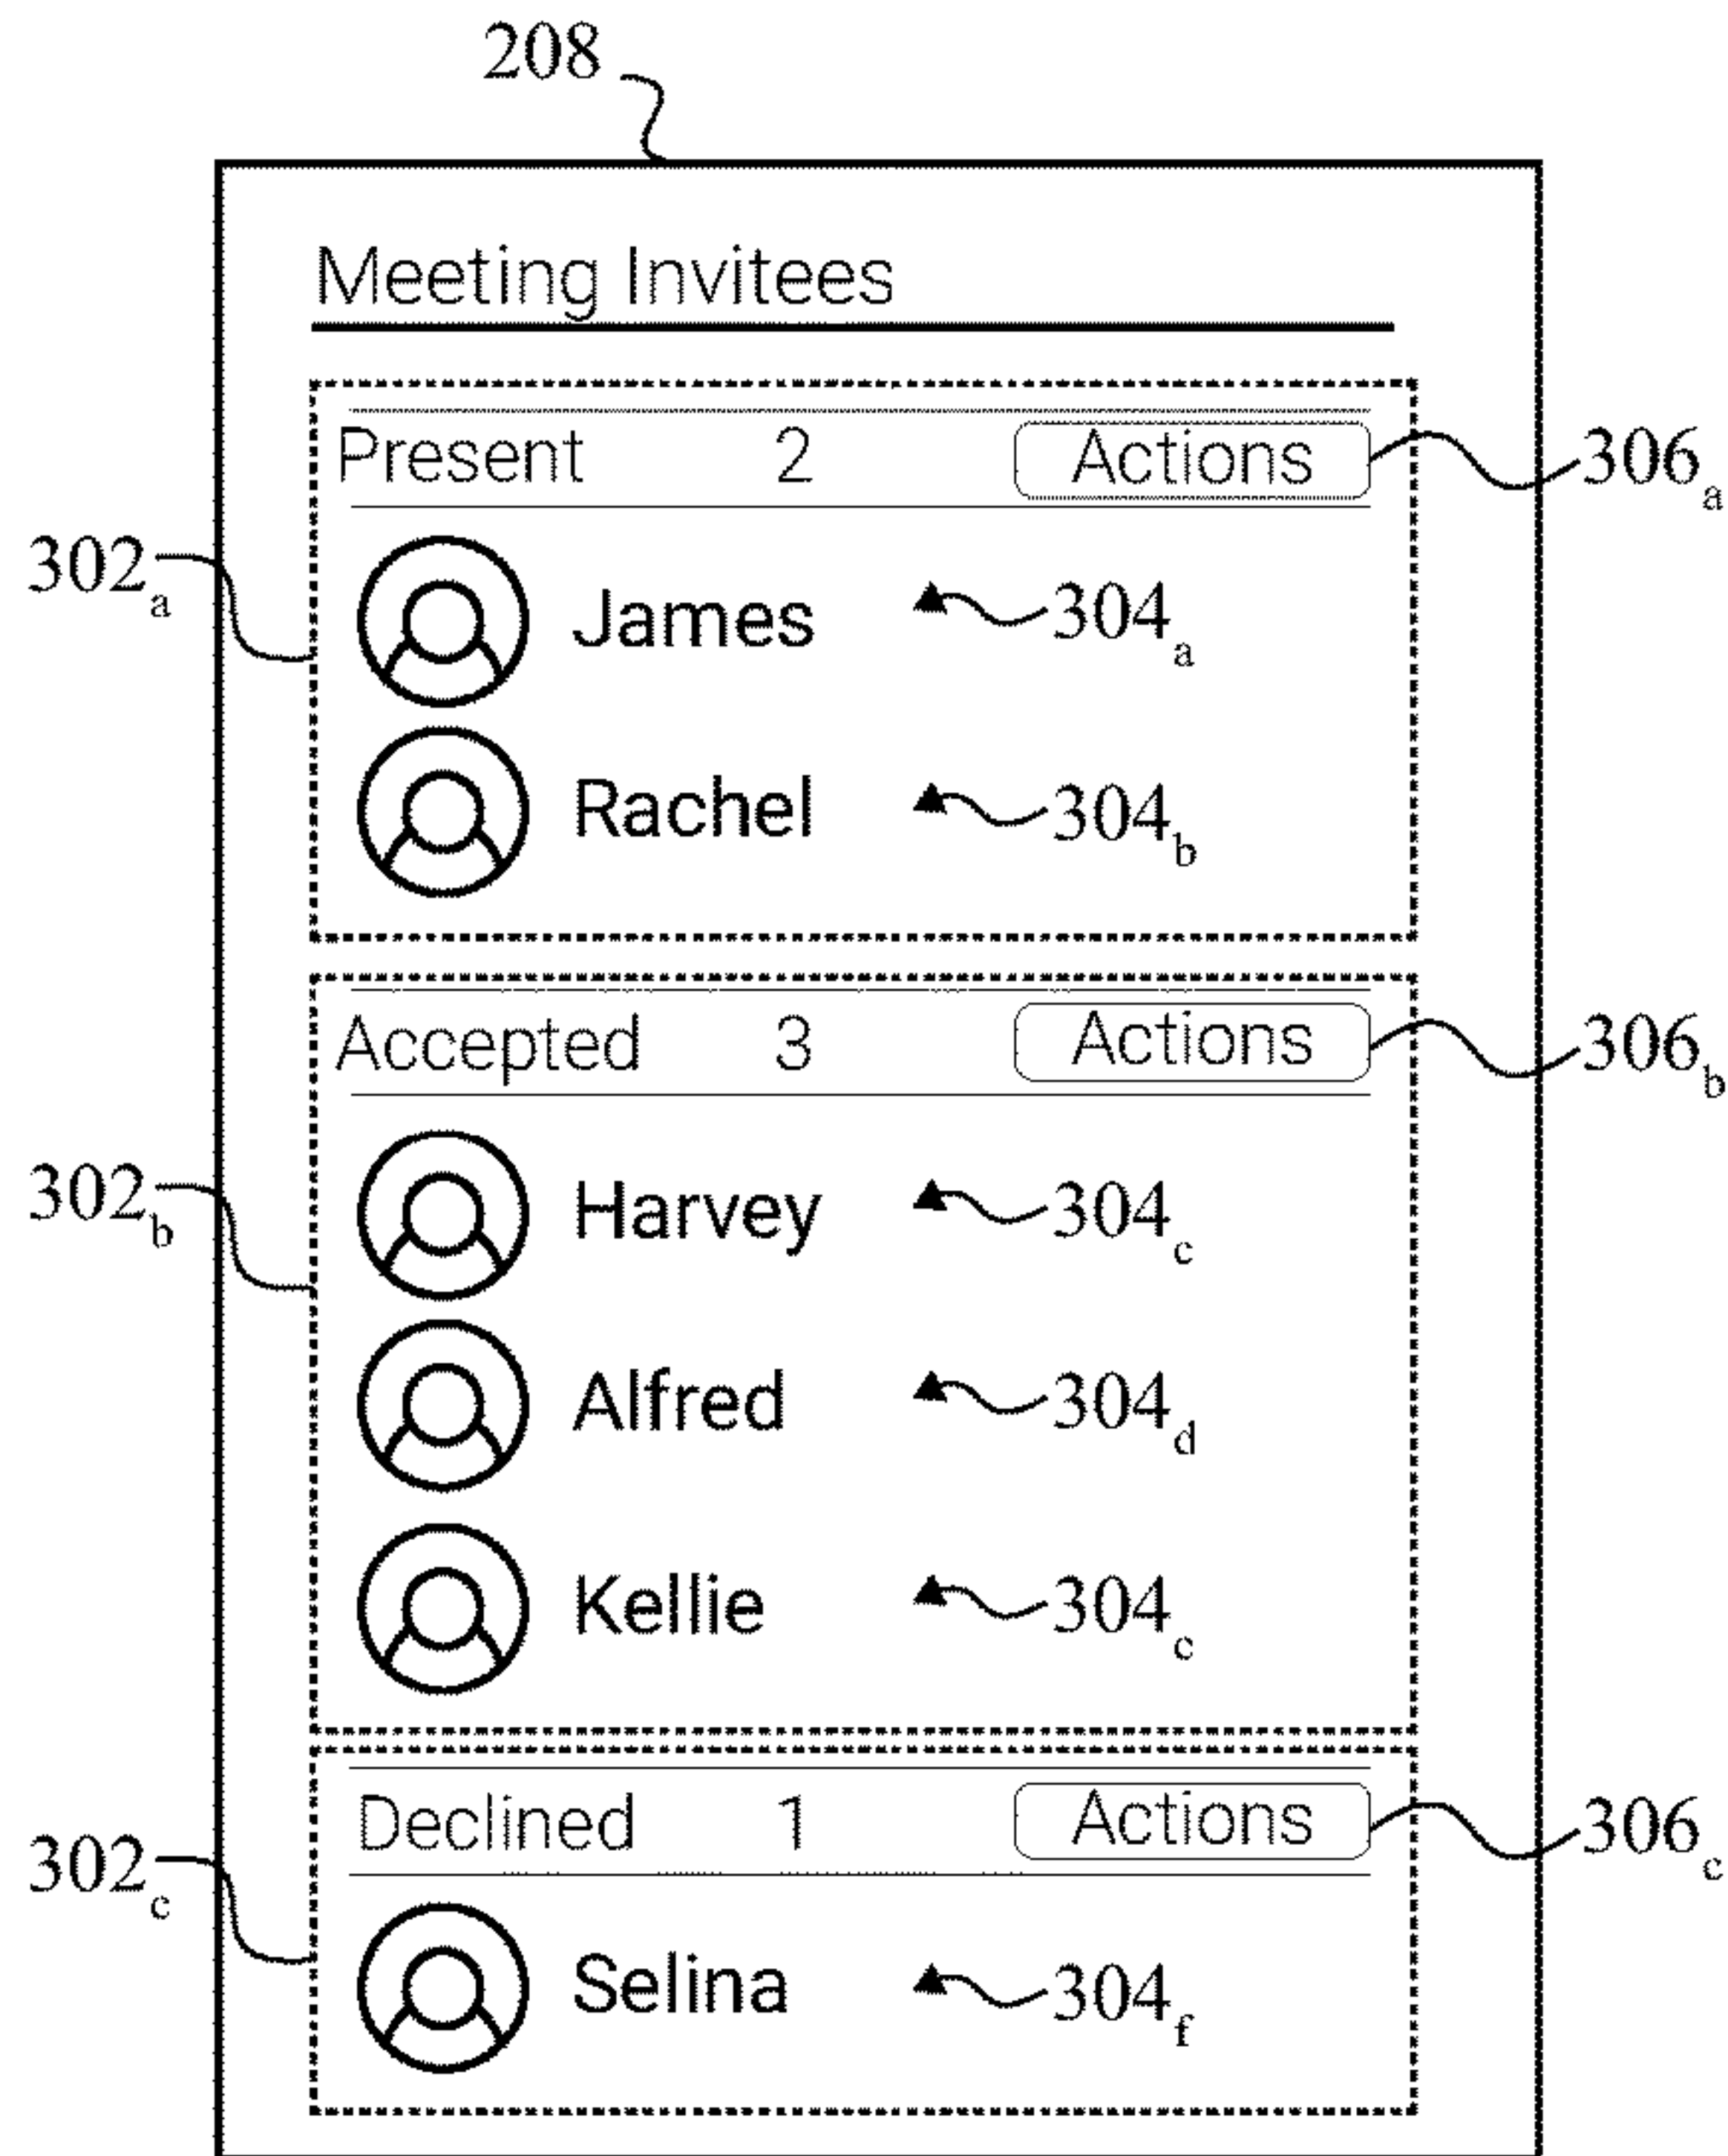 208
Meeting Invitees
Present 2 Actions 306a
302a James 304a
Rachel 304b
Accepted 3 Actions 306b
302b Harvey 304c
Alfred 304d
Kellie 304c
Declined 1 Actions 306c
302c Selina 304f